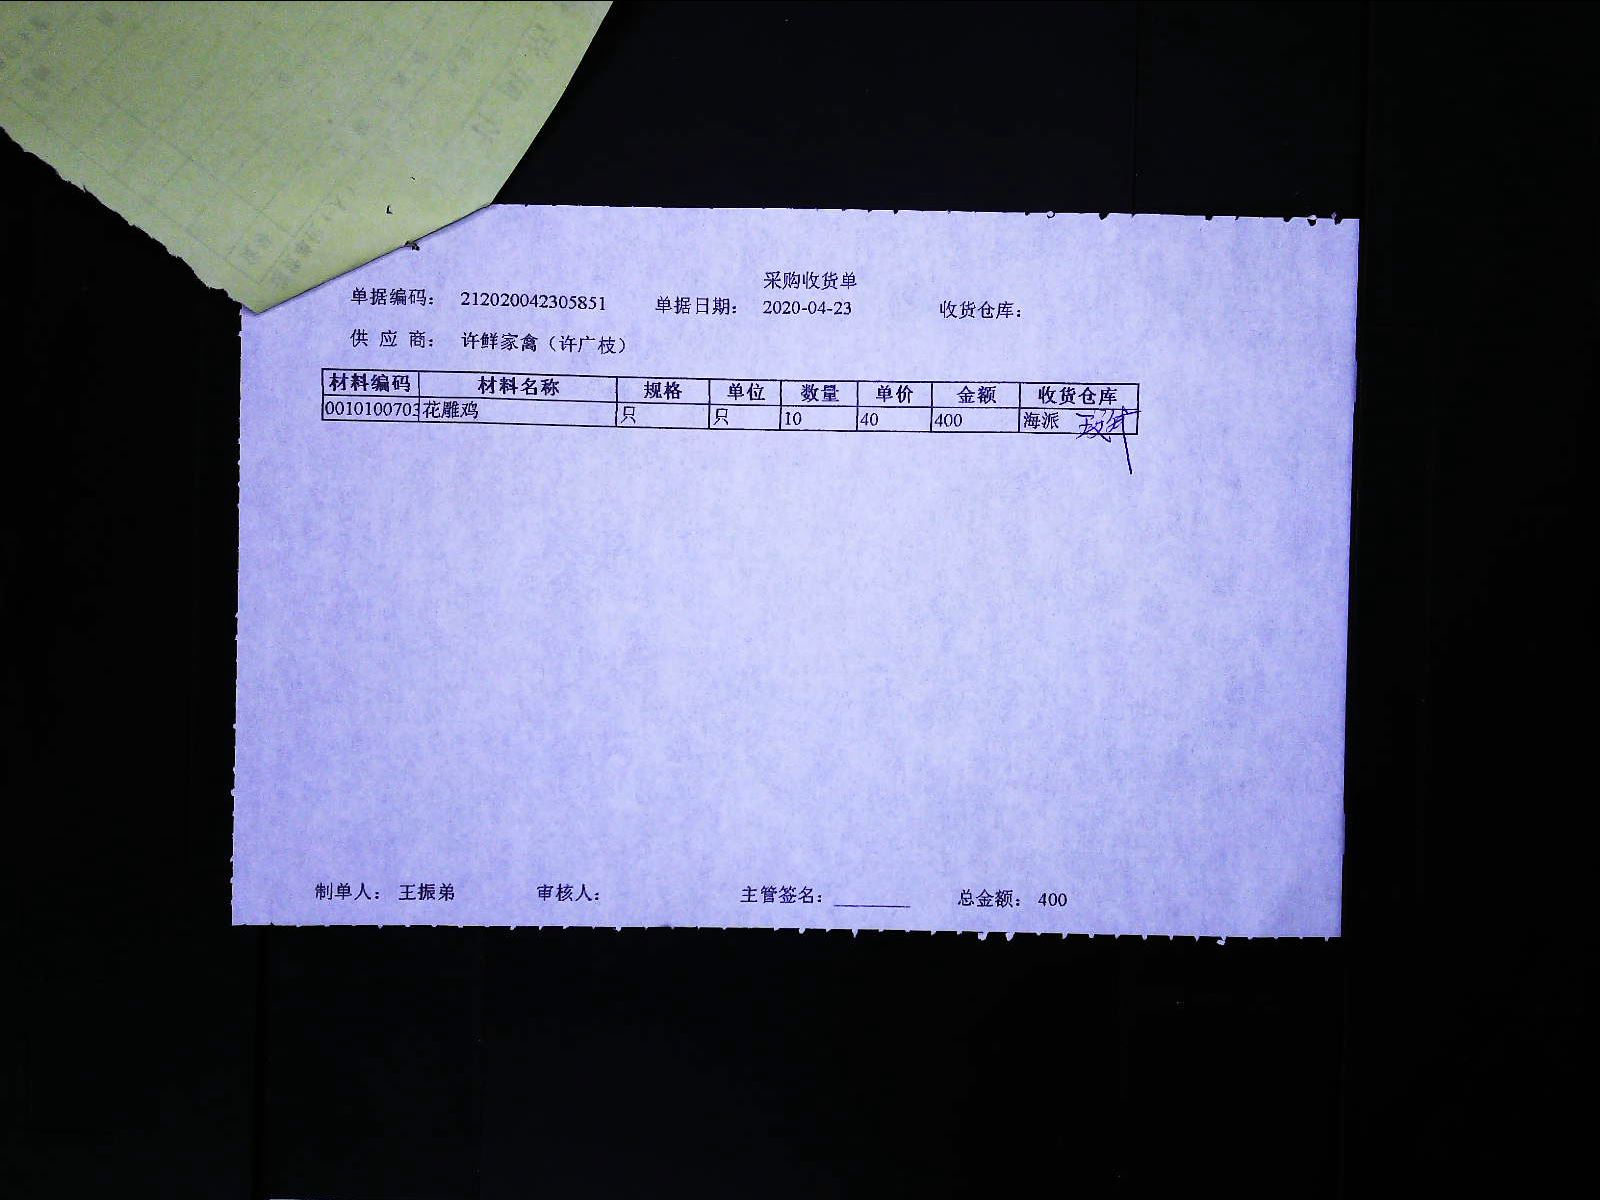 采购收货单
单据编码： 212020042305851 单据日期： 2020-04-23 收货仓库：
供 应 商： 许鲜家禽（许广枝）
材料编码 材料名称 规格 单位 数量 单价 金额 收货仓库
0010100703 花雕鸡 只 只 10 40 400 海派
制单人： 王振弟 审核人： 主管签名： ________ 总金额： 400